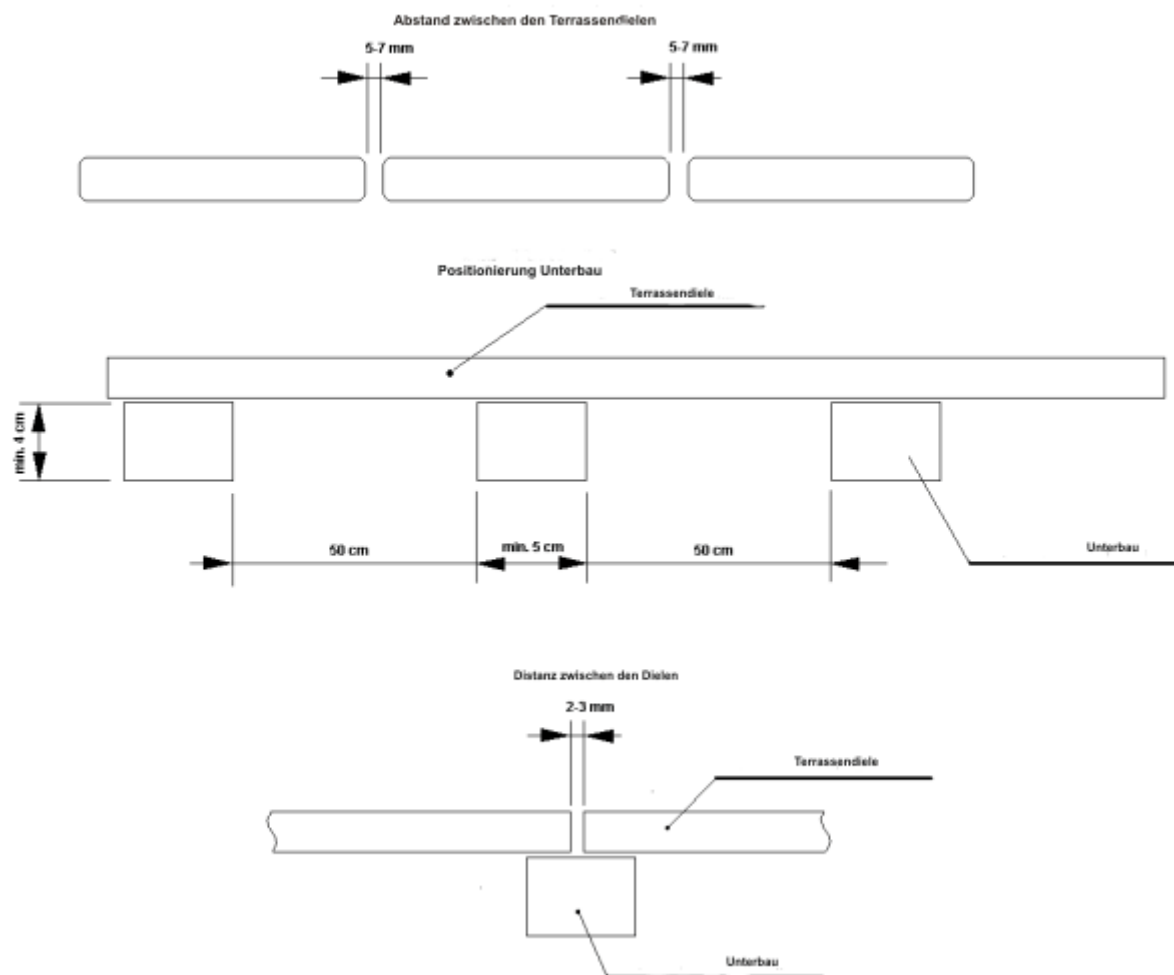 Abstand zwischen den Terrassendielen
5-7 mm 5-7 mm
Positionierung Unterbau
Terrassendiele
min. 4 cm
50 cm min. 5 cm 50 cm
Unterbau
Distanz zwischen den Dielen
2-3 mm
Terrassendiele
Unterbau